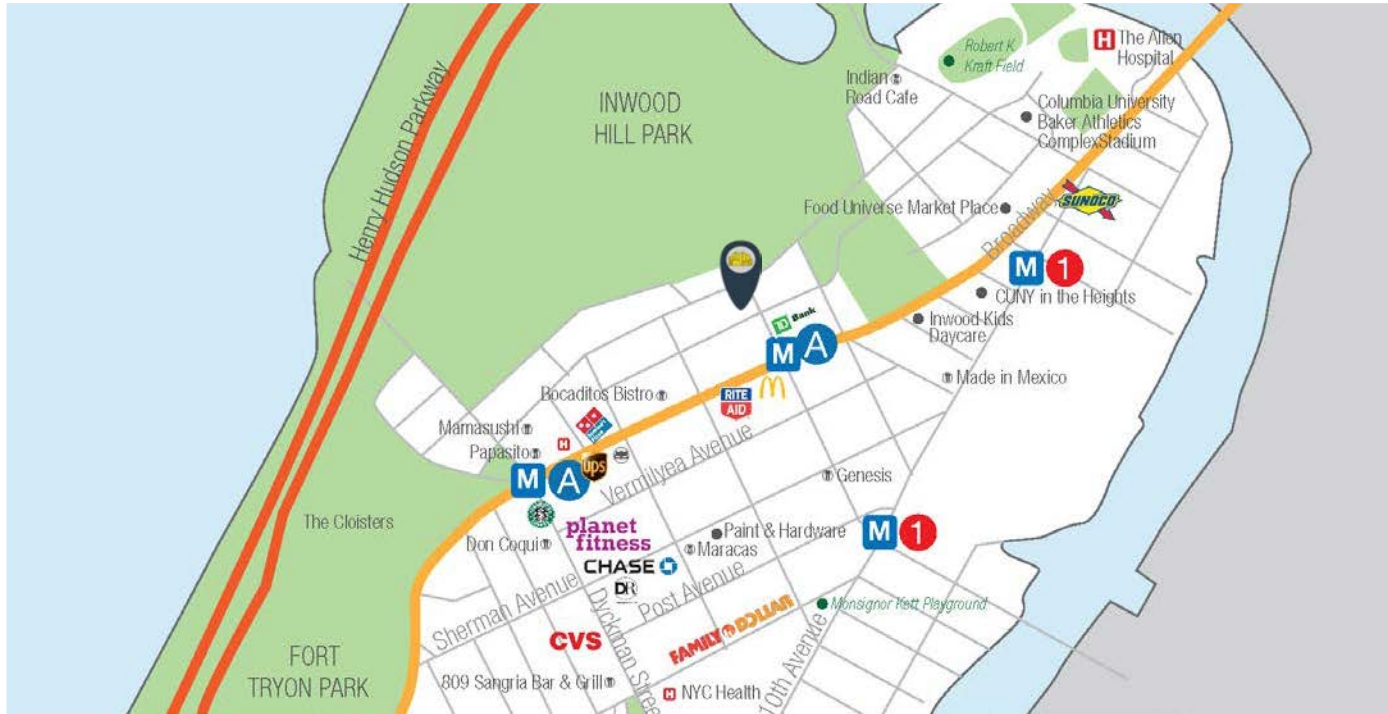 Henry Hudson Parkway
INWOOD
HILL PARK
Robert K
Kraft Field
H The Allen
Hospital
Indian
Road Cafe
Columbia University
Baker Athletics
ComplexStadium
Food Universe Market Place
Broadway
SUNOCO
M 1
CUNY in the Heights
Inwood Kids
Daycare
TD Bank
M A
Made in Mexico
Bocaditos Bistro
RITE
AID
Mamasushi
Papasito
H
M A
ups
Vermilyea Avenue
Genesis
The Cloisters
Don Coqui
planet
fitness
CHASE
DR
Paint & Hardware
Maracas
M 1
Sherman Avenue
Post Avenue
Dyckman Street
CVS
FAMILY DOLLAR
Monsignor Kett Playground
10th Avenue
FORT
TRYON PARK
809 Sangria Bar & Grill
H NYC Health